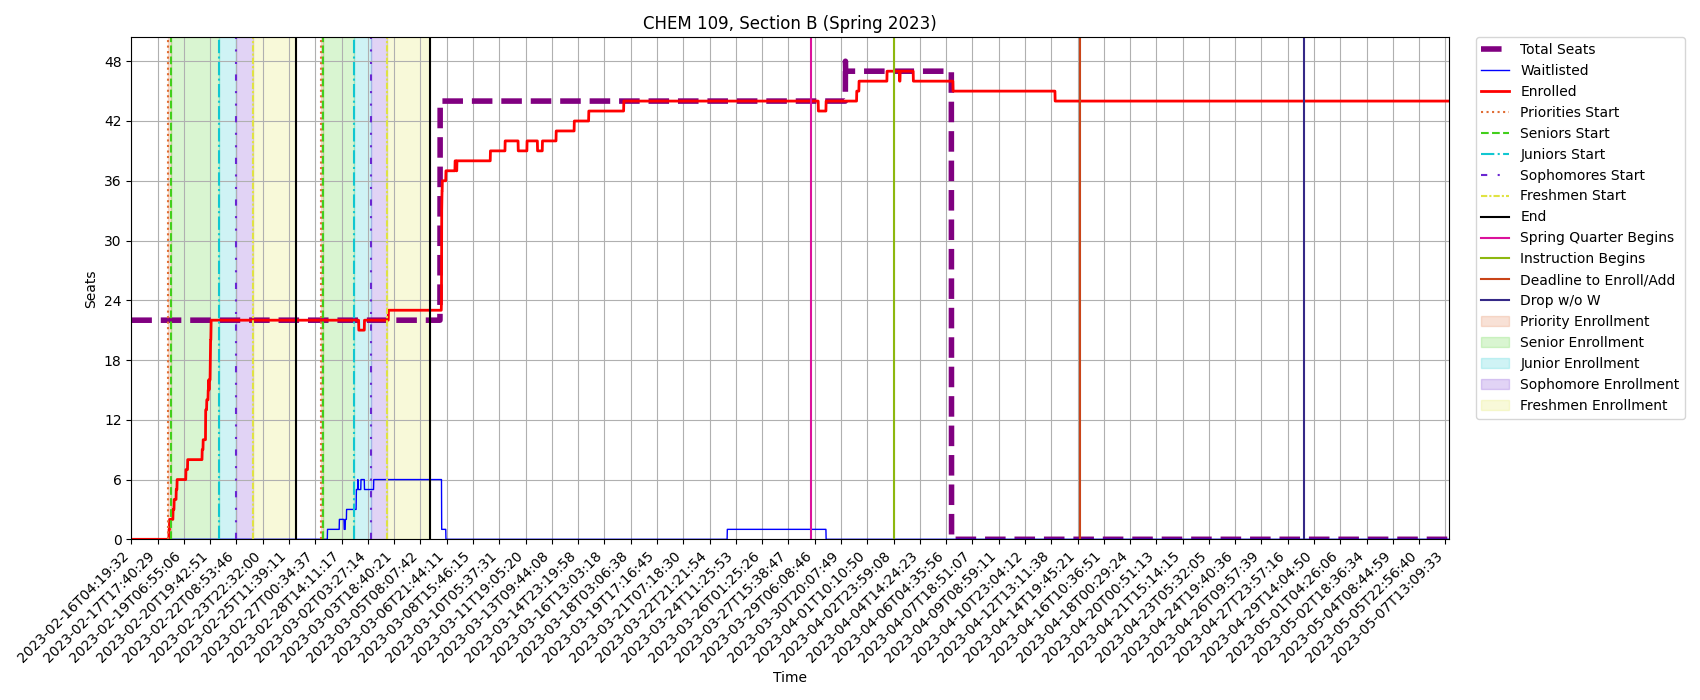 CHEM 109, Section B (Spring 2023)
Seats
48
42
36
30
24
18
12
6
0
2023-02-16T04:19:32
2023-02-17T17:40:29
2023-02-19T06:55:06
2023-02-20T19:42:51
2023-02-22T08:53:46
2023-02-23T22:32:00
2023-02-25T11:39:11
2023-02-27T00:34:37
2023-02-28T14:11:17
2023-03-02T03:27:14
2023-03-03T18:40:21
2023-03-05T08:07:42
2023-03-06T21:44:11
2023-03-08T15:46:15
2023-03-10T05:37:31
2023-03-11T19:05:20
2023-03-13T09:44:08
2023-03-14T23:19:58
2023-03-16T13:03:18
2023-03-18T03:06:38
2023-03-19T17:16:45
2023-03-21T07:18:30
2023-03-22T21:21:54
2023-03-24T11:25:53
2023-03-26T01:25:26
2023-03-27T15:38:47
2023-03-29T06:08:46
2023-03-30T20:07:49
2023-04-01T10:10:50
2023-04-02T23:59:08
2023-04-04T14:24:23
2023-04-06T04:35:56
2023-04-07T18:51:07
2023-04-09T08:59:11
2023-04-10T23:04:12
2023-04-12T13:11:38
2023-04-14T19:45:21
2023-04-16T10:36:51
2023-04-18T00:29:24
2023-04-20T00:51:13
2023-04-21T15:14:15
2023-04-23T05:32:05
2023-04-24T19:40:36
2023-04-26T09:57:39
2023-04-27T23:57:16
2023-04-29T14:04:50
2023-05-01T04:26:06
2023-05-02T18:36:34
2023-05-04T08:44:59
2023-05-05T22:56:40
2023-05-07T13:09:33
Time
Total Seats
Waitlisted
Enrolled
Priorities Start
Seniors Start
Juniors Start
Sophomores Start
Freshmen Start
End
Spring Quarter Begins
Instruction Begins
Deadline to Enroll/Add
Drop w/o W
Priority Enrollment
Senior Enrollment
Junior Enrollment
Sophomore Enrollment
Freshmen Enrollment